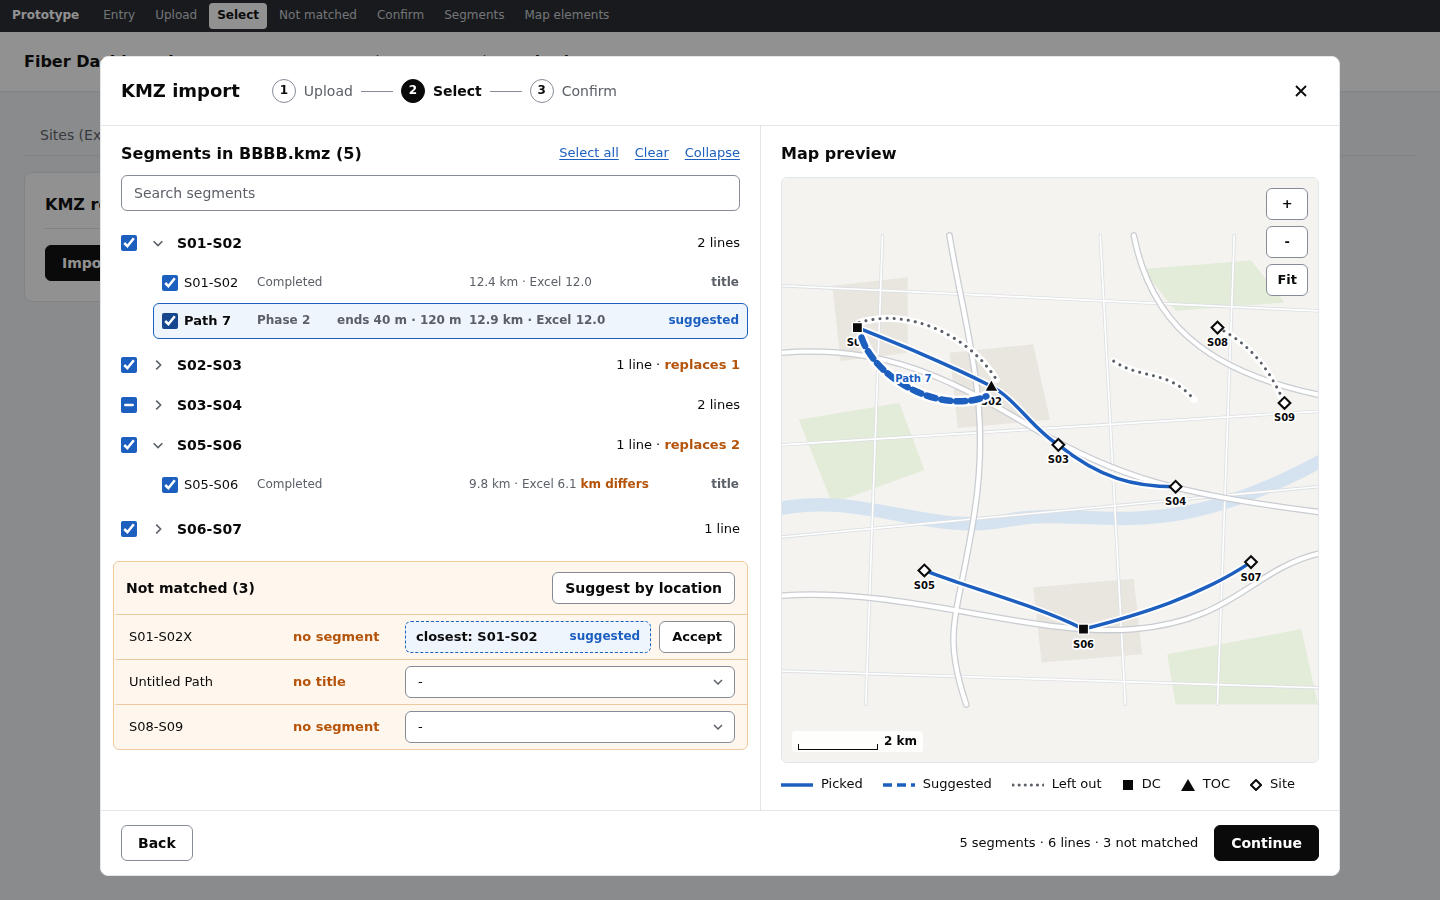 Prototype Entry Upload Select Not matched Confirm Segments Map elements
Fiber Da
Sites (Ex
KMZ import 1 Upload 2 Select 3 Confirm
Segments in BBBB.kmz (5) Select all Clear Collapse
Search segments
S01-S02 2 lines
S01-S02 Completed 12.4 km · Excel 12.0 title
Path 7 Phase 2 ends 40 m · 120 m 12.9 km · Excel 12.0 suggested
S02-S03 1 line · replaces 1
S03-S04 2 lines
S05-S06 1 line · replaces 2
S05-S06 Completed 9.8 km · Excel 6.1 km differs title
S06-S07 1 line
Not matched (3) Suggest by location
S01-S02X no segment closest: S01-S02 suggested Accept
Untitled Path no title -
S08-S09 no segment -
KMZ
Impo
Map preview
+
-
Fit
Path 7
S03
S04
S05
S06
S07
S08
S09
2 km
Picked Suggested Left out DC TOC Site
Back 5 segments · 6 lines · 3 not matched Continue